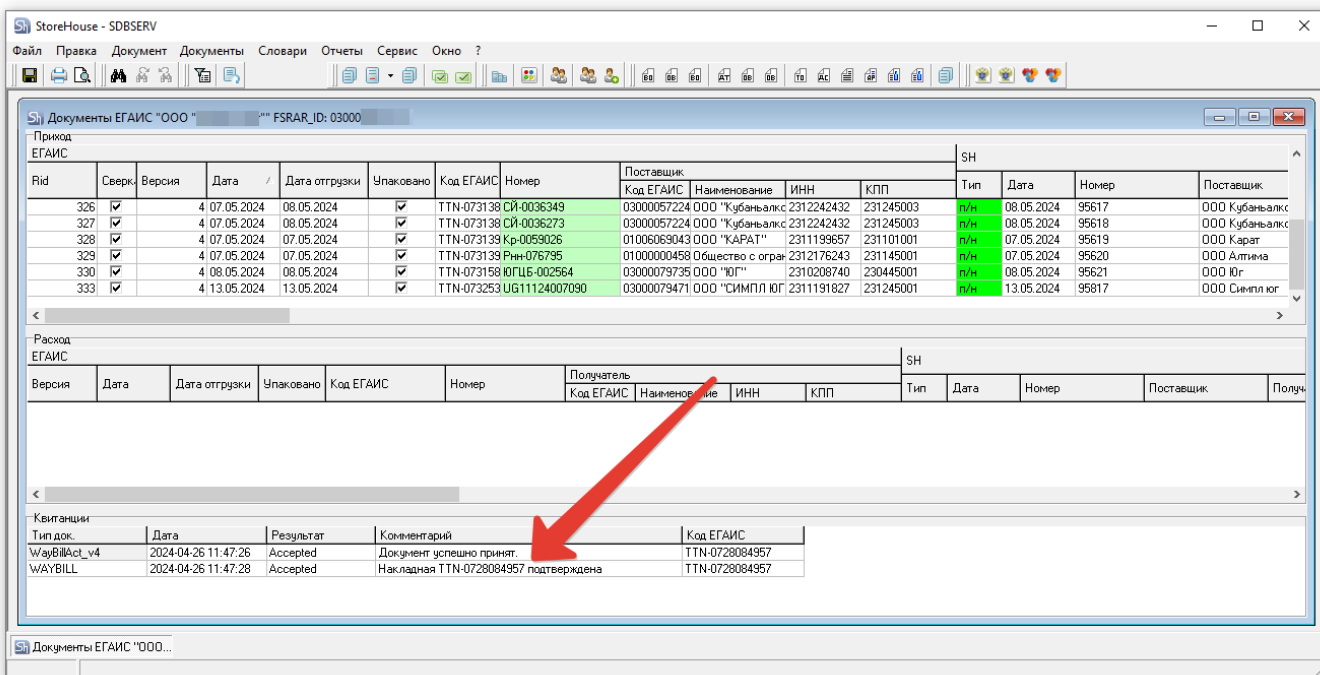 StoreHouse - SDBSERV
Файл Правка Документ Документы Словари Отчеты Сервис Окно ?
Документы ЕГАИС "ООО " "" FSRAR_ID: 03000
Приход
ЕГАИС SH
Rid Сверк Версия Дата Дата отгрузки Упаковано Код ЕГАИС Номер Поставщик Тип Дата Номер Поставщик
Код ЕГАИС Наименование ИНН КПП
326 4 07.05.2024 08.05.2024 TTN-073138 СЙ-0036349 03000057224 ООО "Кубаньалкс 2312242432 231245003 п/н 08.05.2024 95617 ООО Кубаньалкс
327 4 07.05.2024 08.05.2024 TTN-073138 СЙ-0036273 03000057224 ООО "Кубаньалкс 2312242432 231245003 п/н 08.05.2024 95618 ООО Кубаньалкс
328 4 07.05.2024 07.05.2024 TTN-073139 Кр-0059026 01006069043 ООО "КАРАТ" 2311199657 231101001 п/н 07.05.2024 95619 ООО Карат
329 4 07.05.2024 07.05.2024 TTN-073139 Рнн-076795 01000000458 Общество с огран 2312176243 231145001 п/н 07.05.2024 95620 ООО Алтима
330 4 08.05.2024 08.05.2024 TTN-073158 ЮГЦБ-002564 03000079735 ООО "ЮГ" 2310208740 230445001 п/н 08.05.2024 95621 ООО Юг
333 4 13.05.2024 13.05.2024 TTN-073253 UG11124007090 03000079471 ООО "СИМПЛ ЮГ 2311191827 231245001 п/н 13.05.2024 95817 ООО Симпл юг
Расход
ЕГАИС SH
Версия Дата Дата отгрузки Упаковано Код ЕГАИС Номер Получатель Тип Дата Номер Поставщик Получ
Код ЕГАИС Наименование ИНН КПП
Квитанции
Тип док. Дата Результат Комментарий Код ЕГАИС
WayBillAct_v4 2024-04-26 11:47:26 Accepted Документ успешно принят. TTN-0728084957
WAYBILL 2024-04-26 11:47:28 Accepted Накладная TTN-0728084957 подтверждена TTN-0728084957
Документы ЕГАИС "ООО...